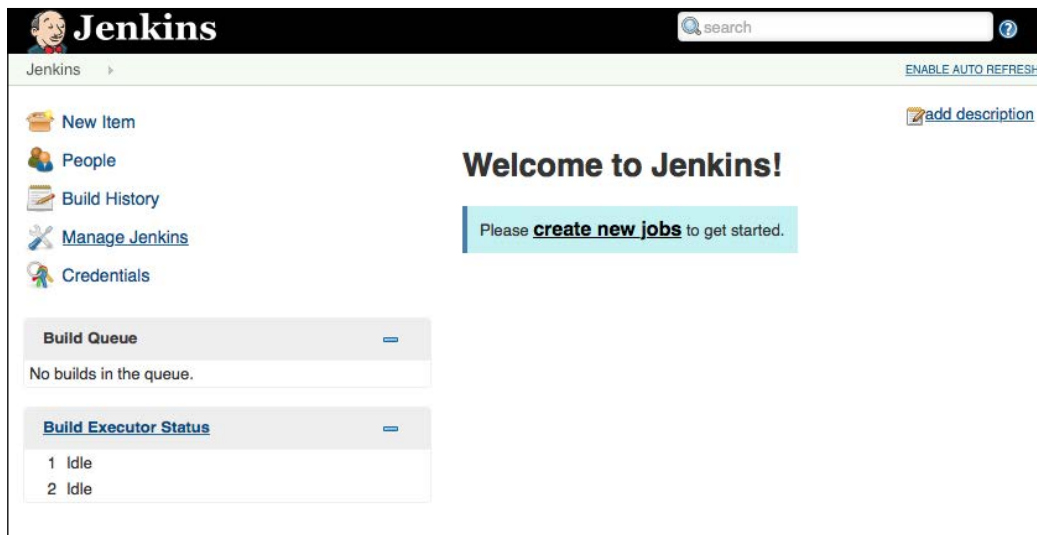 Jenkins
search
Jenkins
ENABLE AUTO REFRESH
add description
New Item
People
Build History
Manage Jenkins
Credentials
Welcome to Jenkins!
Please create new jobs to get started.
Build Queue
No builds in the queue.
Build Executor Status
1 Idle
2 Idle